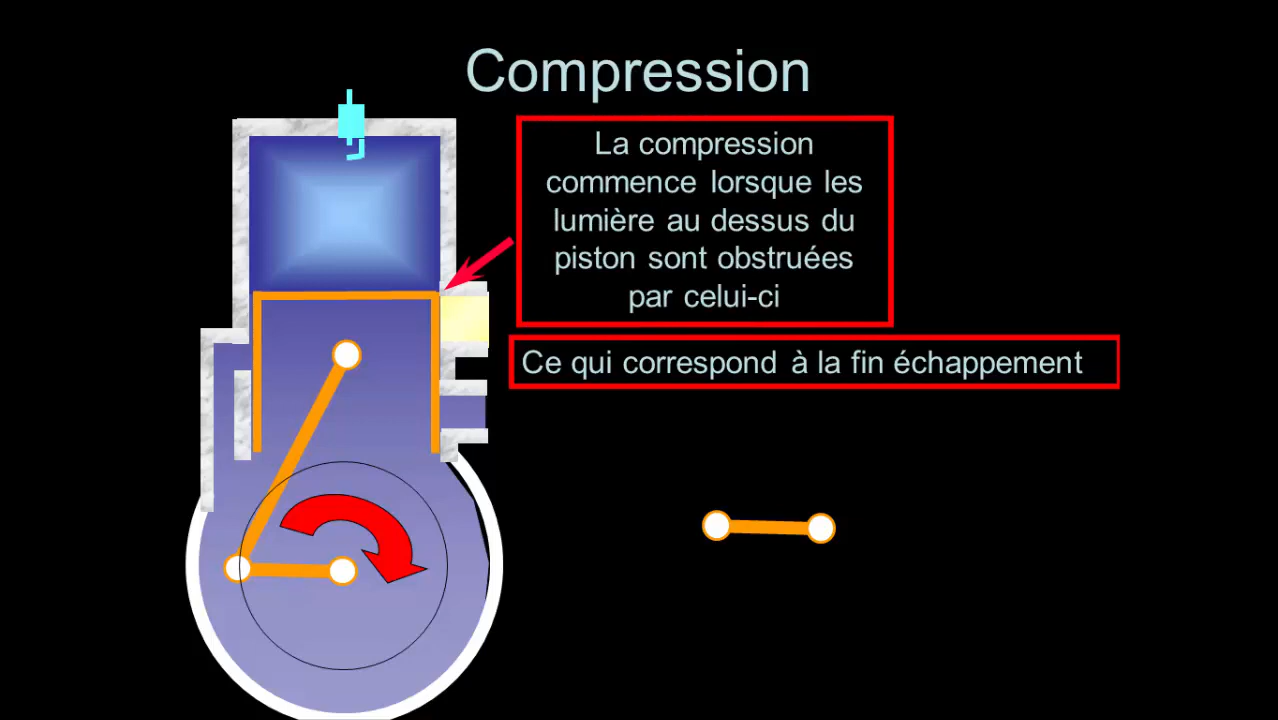 Compression
La compression
commence lorsque les
lumière au dessus du
piston sont obstruées
par celui-ci
Ce qui correspond à la fin échappement